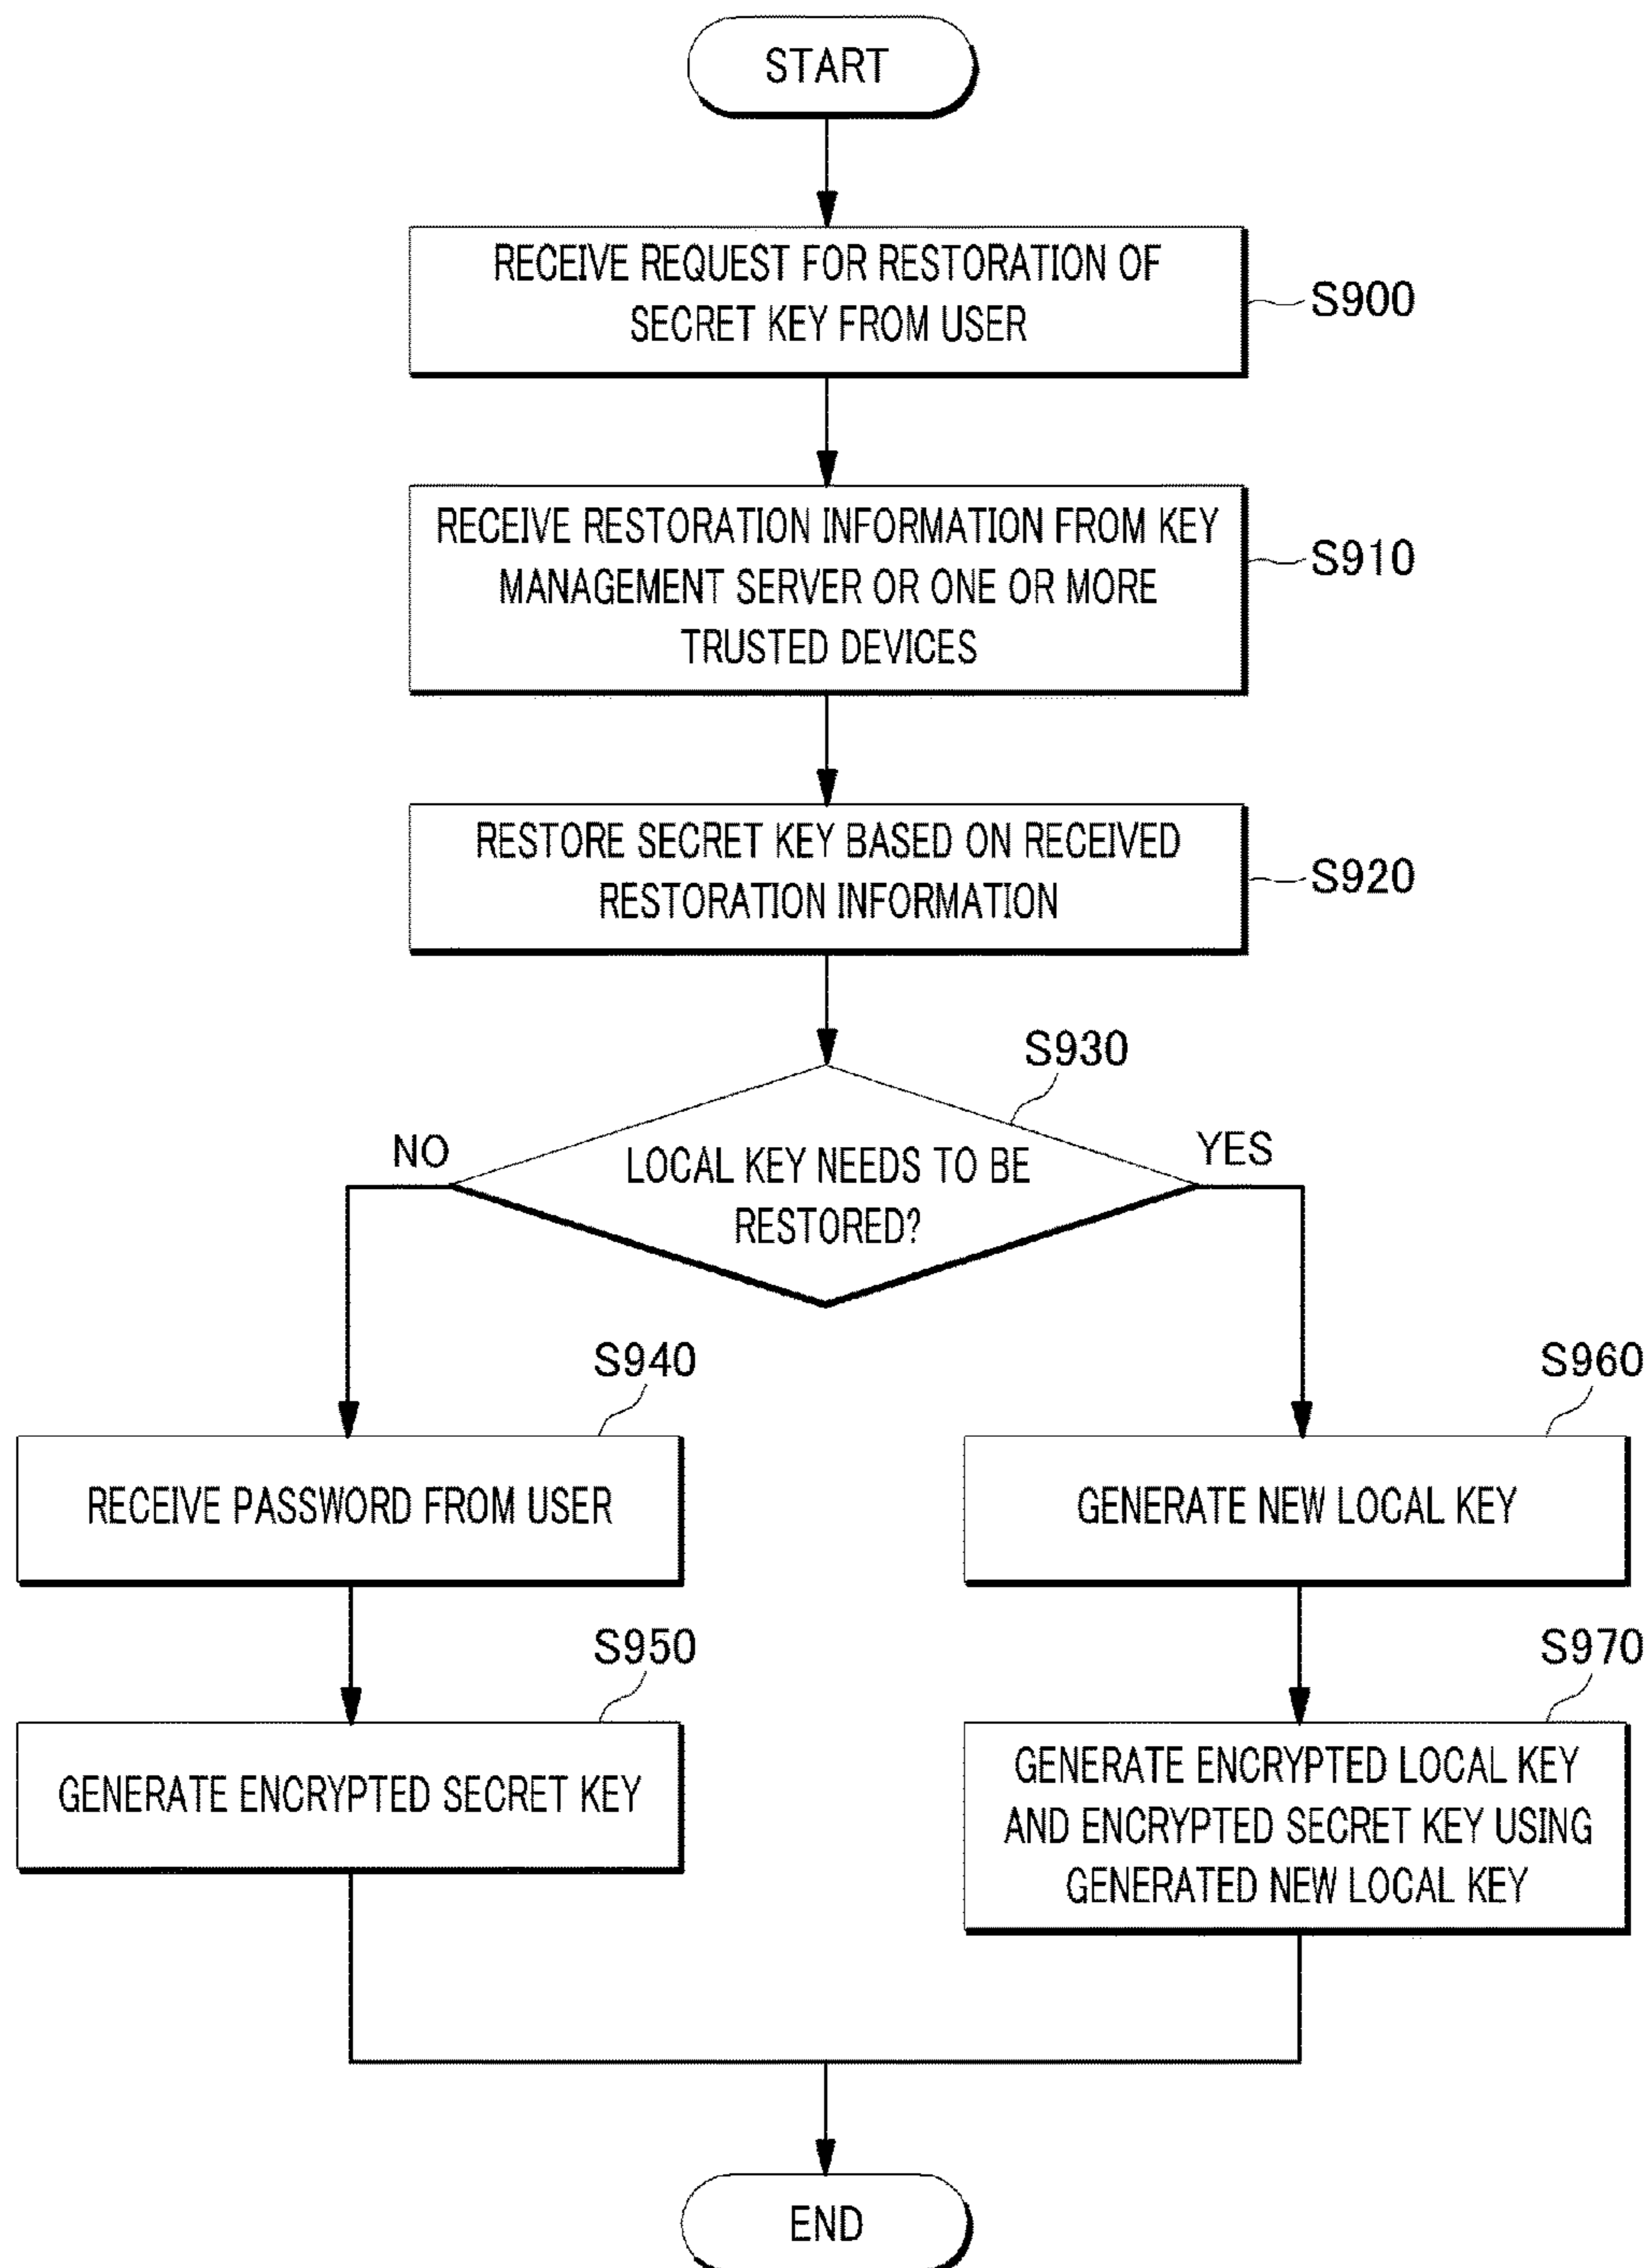 START
RECEIVE REQUEST FOR RESTORATION OF
SECRET KEY FROM USER
S900
RECEIVE RESTORATION INFORMATION FROM KEY
MANAGEMENT SERVER OR ONE OR MORE
TRUSTED DEVICES
S910
RESTORE SECRET KEY BASED ON RECEIVED
RESTORATION INFORMATION
S920
S930
NO
LOCAL KEY NEEDS TO BE
RESTORED?
YES
S940
RECEIVE PASSWORD FROM USER
S950
GENERATE ENCRYPTED SECRET KEY
S960
GENERATE NEW LOCAL KEY
S970
GENERATE ENCRYPTED LOCAL KEY
AND ENCRYPTED SECRET KEY USING
GENERATED NEW LOCAL KEY
END